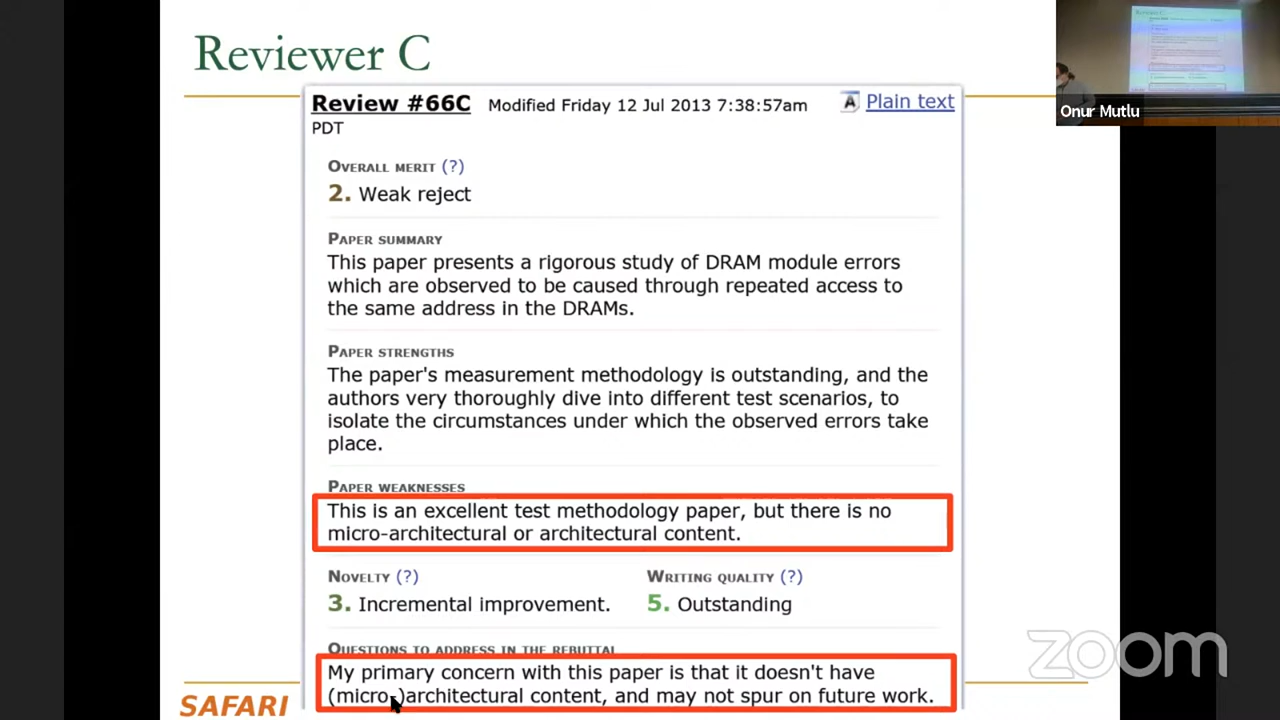 Reviewer C
Review #66C Modified Friday 12 Jul 2013 7:38:57am
PDT
A Plain text
OVERALL MERIT (?)
2. Weak reject
PAPER SUMMARY
This paper presents a rigorous study of DRAM module errors
which are observed to be caused through repeated access to
the same address in the DRAMs.
PAPER STRENGTHS
The paper's measurement methodology is outstanding, and the
authors very thoroughly dive into different test scenarios, to
isolate the circumstances under which the observed errors take
place.
PAPER WEAKNESSES
This is an excellent test methodology paper, but there is no
micro-architectural or architectural content.
NOVELTY (?)
3. Incremental improvement.
WRITING QUALITY (?)
5. Outstanding
QUESTIONS TO ADDRESS IN THE REBUTTAL
My primary concern with this paper is that it doesn't have
(micro-)architectural content, and may not spur on future work.
SAFARI
Onur Mutlu
zoom